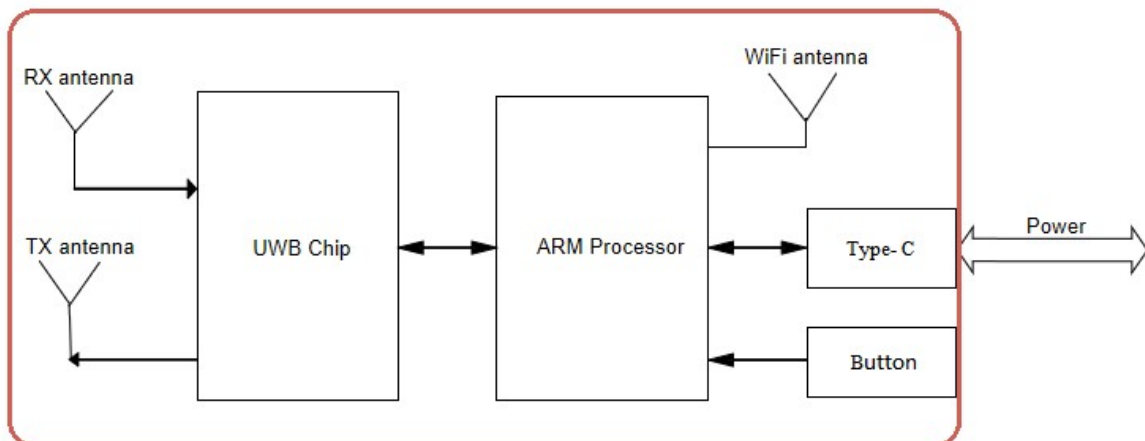 WiFi antenna
RX antenna
Power
TX antenna
UWB Chip
ARM Processor
Type- C
Button